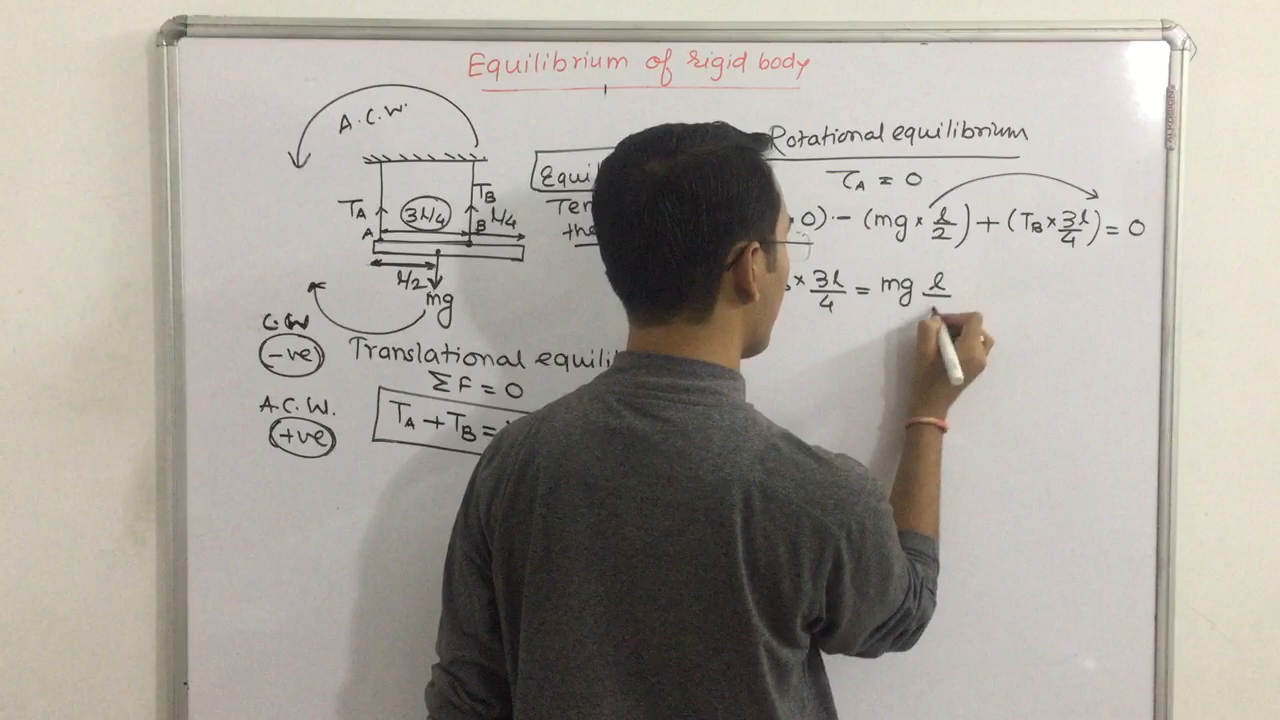 Equilibrium of rigid body
A.C.W.
Rotational equilibrium
τA = 0
TA
3l/4
TB
l/4
A
B
l/2
mg
0) - (mg × l/2) + (TB × 3l/4) = 0
× 3l/4 = mg l
C.W
-ve
A.C.W.
+ve
Translational
ΣF = 0
TA + TB =